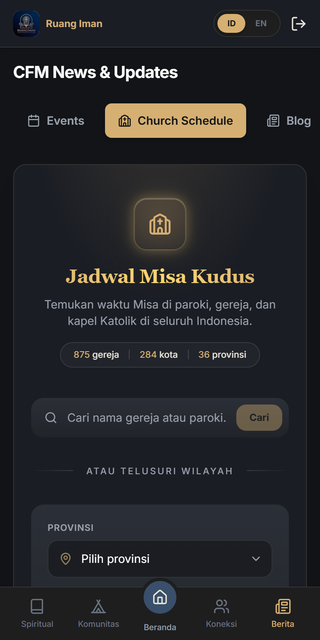 Ruang Iman
ID EN
CFM News & Updates
Events Church Schedule Blog
Jadwal Misa Kudus
Temukan waktu Misa di paroki, gereja, dan
kapel Katolik di seluruh Indonesia.
875 gereja 284 kota 36 provinsi
Cari nama gereja atau paroki. Cari
ATAU TELUSURI WILAYAH
PROVINSI
Pilih provinsi
Spiritual Komunitas Beranda Koneksi Berita